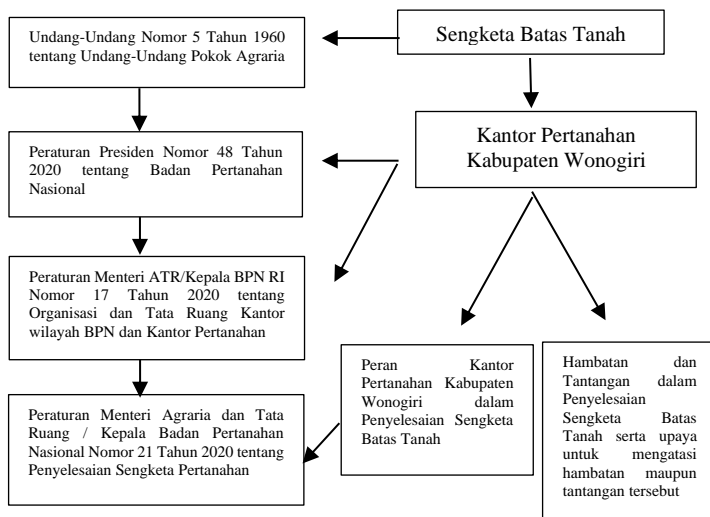 Undang-Undang Nomor 5 Tahun 1960
tentang Undang-Undang Pokok Agraria
Sengketa Batas Tanah
Kantor Pertanahan
Kabupaten Wonogiri
Peraturan Presiden Nomor 48 Tahun
2020 tentang Badan Pertanahan
Nasional
Peraturan Menteri ATR/Kepala BPN RI
Nomor 17 Tahun 2020 tentang
Organisasi dan Tata Ruang Kantor
wilayah BPN dan Kantor Pertanahan
Peraturan Menteri Agraria dan Tata
Ruang / Kepala Badan Pertanahan
Nasional Nomor 21 Tahun 2020 tentang
Penyelesaian Sengketa Pertanahan
Peran Kantor
Pertanahan Kabupaten
Wonogiri dalam
Penyelesaian Sengketa
Batas Tanah
Hambatan dan
Tantangan dalam
Penyelesaian
Sengketa Batas
Tanah serta upaya
untuk mengatasi
hambatan maupun
tantangan tersebut